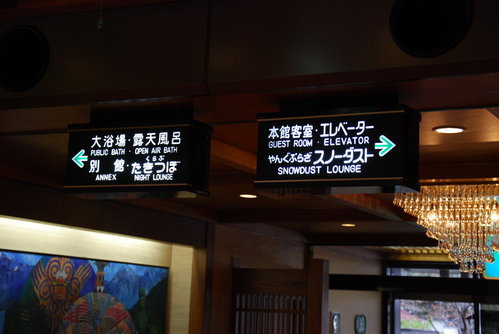 大浴場・露天風呂
PUBLIC BATH・OPEN AIR BATH
くらぶ
別館・たきつぼ
ANNEX NIGHT LOUNGE
本館客室・エレベーター
GUEST ROOM・ELEVATOR
やんぐぷらざ スノーダスト
SNOWDUST LOUNGE